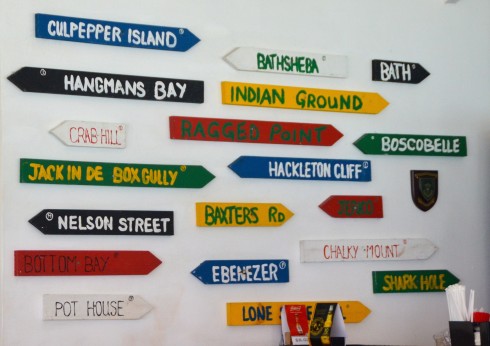 CULPEPPER ISLAND
BATHSHEBA
BATH
HANGMANS BAY
INDIAN GROUND
CRAB HILL
RAGGED POINT
BOSCOBELLE
JACK IN DE BOX GULLY
HACKLETON CLIFF
NELSON STREET
BAXTERS RD
CHALKY MOUNT
BOTTOM BAY
EBENEZER
SHARK HOLE
POT HOUSE
LONE